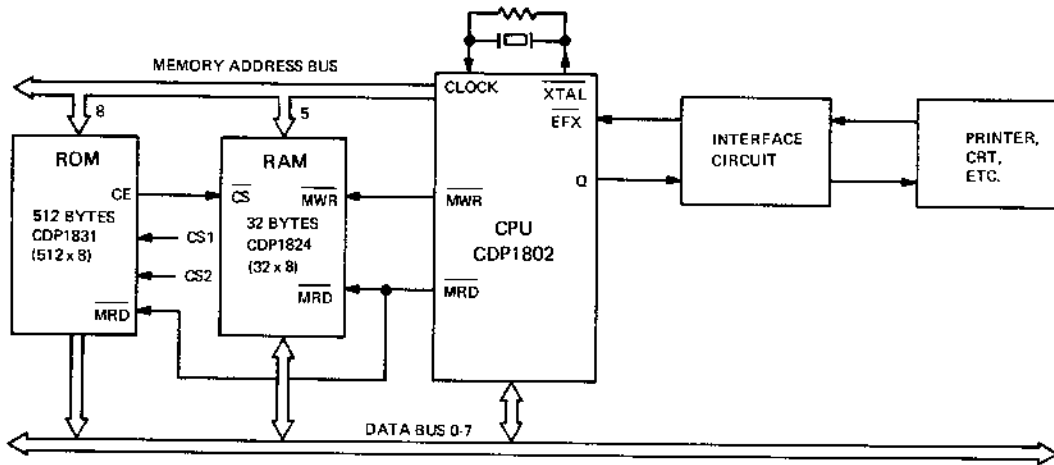 MEMORY ADDRESS BUS
8
5
CLOCK
XTAL
EFX
Q
MWR
MRD
CPU
CDP1802
ROM
CE
512 BYTES
CDP1831
(512 x 8)
CS1
CS2
MRD
RAM
CS
MWR
32 BYTES
CDP1824
(32 x 8)
MRD
INTERFACE
CIRCUIT
PRINTER,
CRT,
ETC.
DATA BUS 0-7